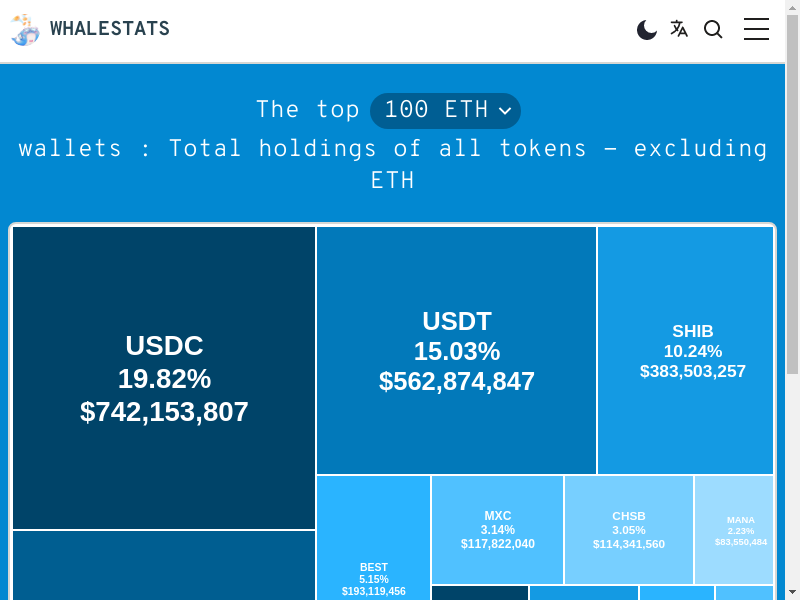 WHALESTATS
The top 100 ETH
wallets : Total holdings of all tokens - excluding
ETH
USDC
19.82%
$742,153,807
USDT
15.03%
$562,874,847
SHIB
10.24%
$383,503,257
BEST
5.15%
$193,119,456
MXC
3.14%
$117,822,040
CHSB
3.05%
$114,341,560
MANA
2.23%
$83,550,484